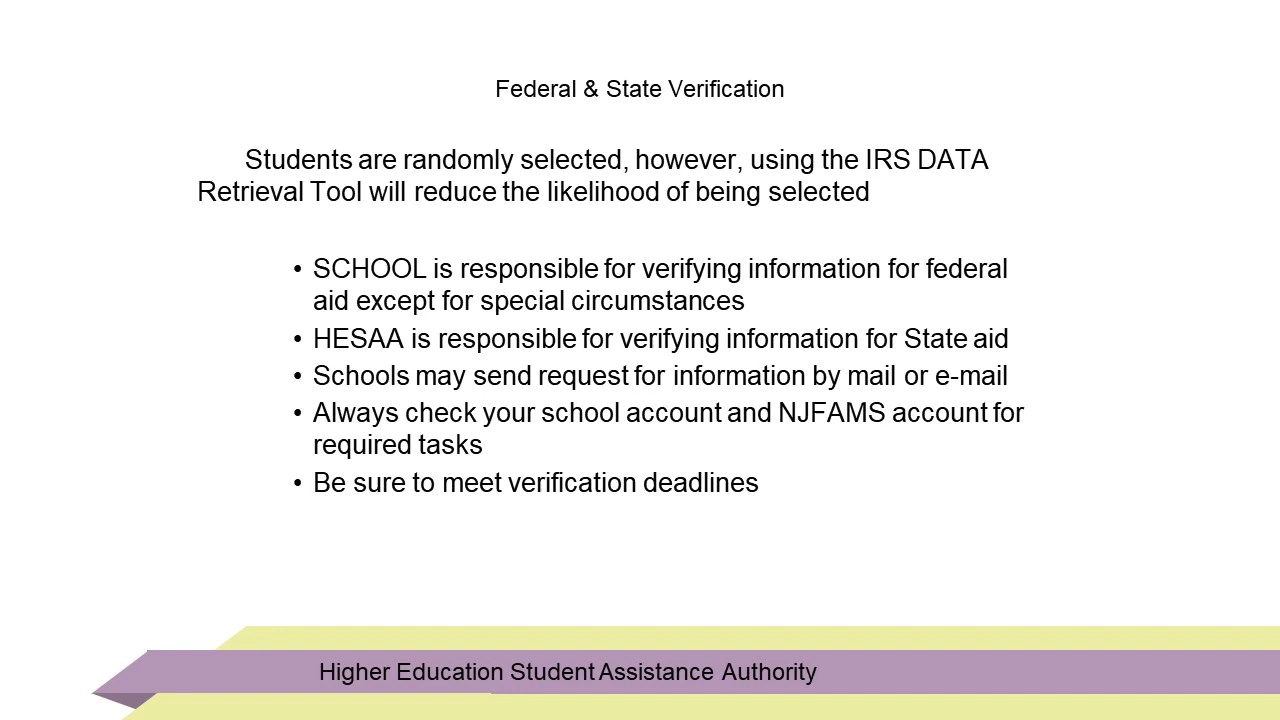 Federal & State Verification
Students are randomly selected, however, using the IRS DATA
Retrieval Tool will reduce the likelihood of being selected
• SCHOOL is responsible for verifying information for federal
aid except for special circumstances
• HESAA is responsible for verifying information for State aid
• Schools may send request for information by mail or e-mail
• Always check your school account and NJFAMS account for
required tasks
• Be sure to meet verification deadlines
Higher Education Student Assistance Authority